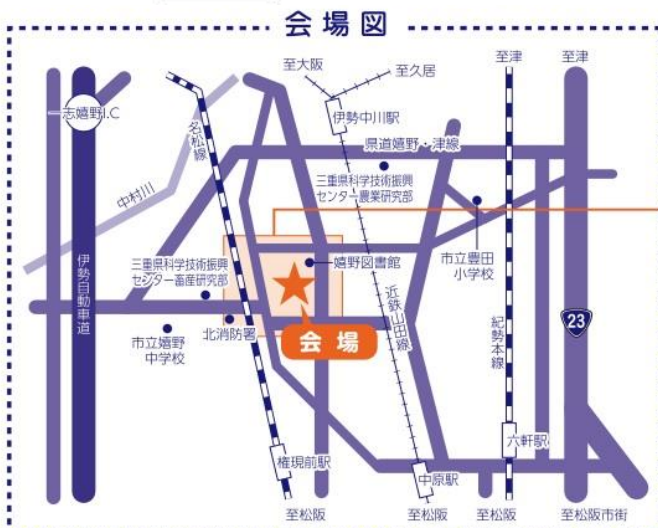 会場図
至大阪
至久居
至津
至津
一志嬉野I.C
名松線
伊勢中川駅
県道嬉野・津線
三重県科学技術振興
センター農業研究部
中村川
市立豊田
小学校
伊勢自動車道
三重県科学技術振興
センター畜産研究部
嬉野図書館
近鉄山田線
紀勢本線
23
市立嬉野
中学校
北消防署
会場
権現前駅
中原駅
六軒駅
至松阪
至松阪
至松阪
至松阪市街